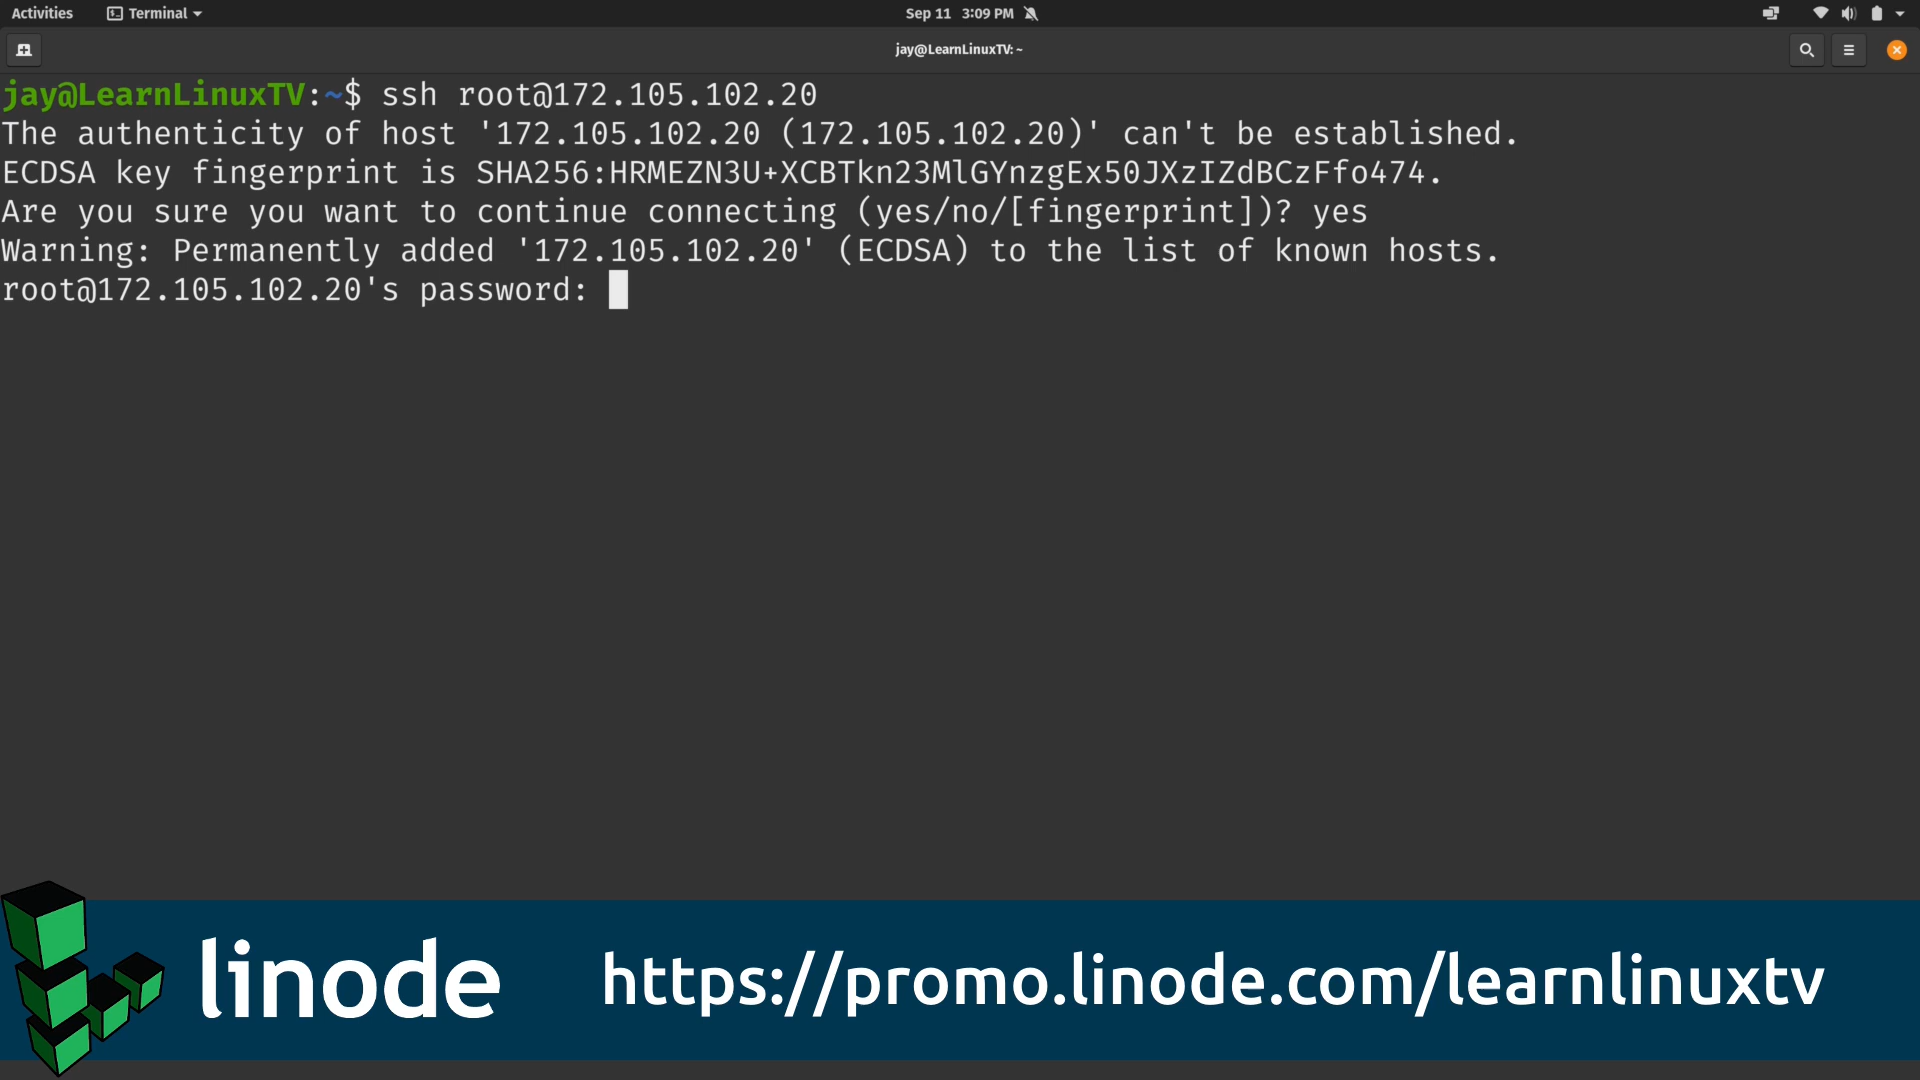 Activities
Terminal
Sep 11 3:09 PM
jay@LearnLinuxTV: ~
jay@LearnLinuxTV:~$ ssh root@172.105.102.20
The authenticity of host '172.105.102.20 (172.105.102.20)' can't be established.
ECDSA key fingerprint is SHA256:HRMEZN3U+XCBTkn23MlGYnzgEx50JXzIZdBCzFfo474.
Are you sure you want to continue connecting (yes/no/[fingerprint])? yes
Warning: Permanently added '172.105.102.20' (ECDSA) to the list of known hosts.
root@172.105.102.20's password:
linode
https://promo.linode.com/learnlinuxtv